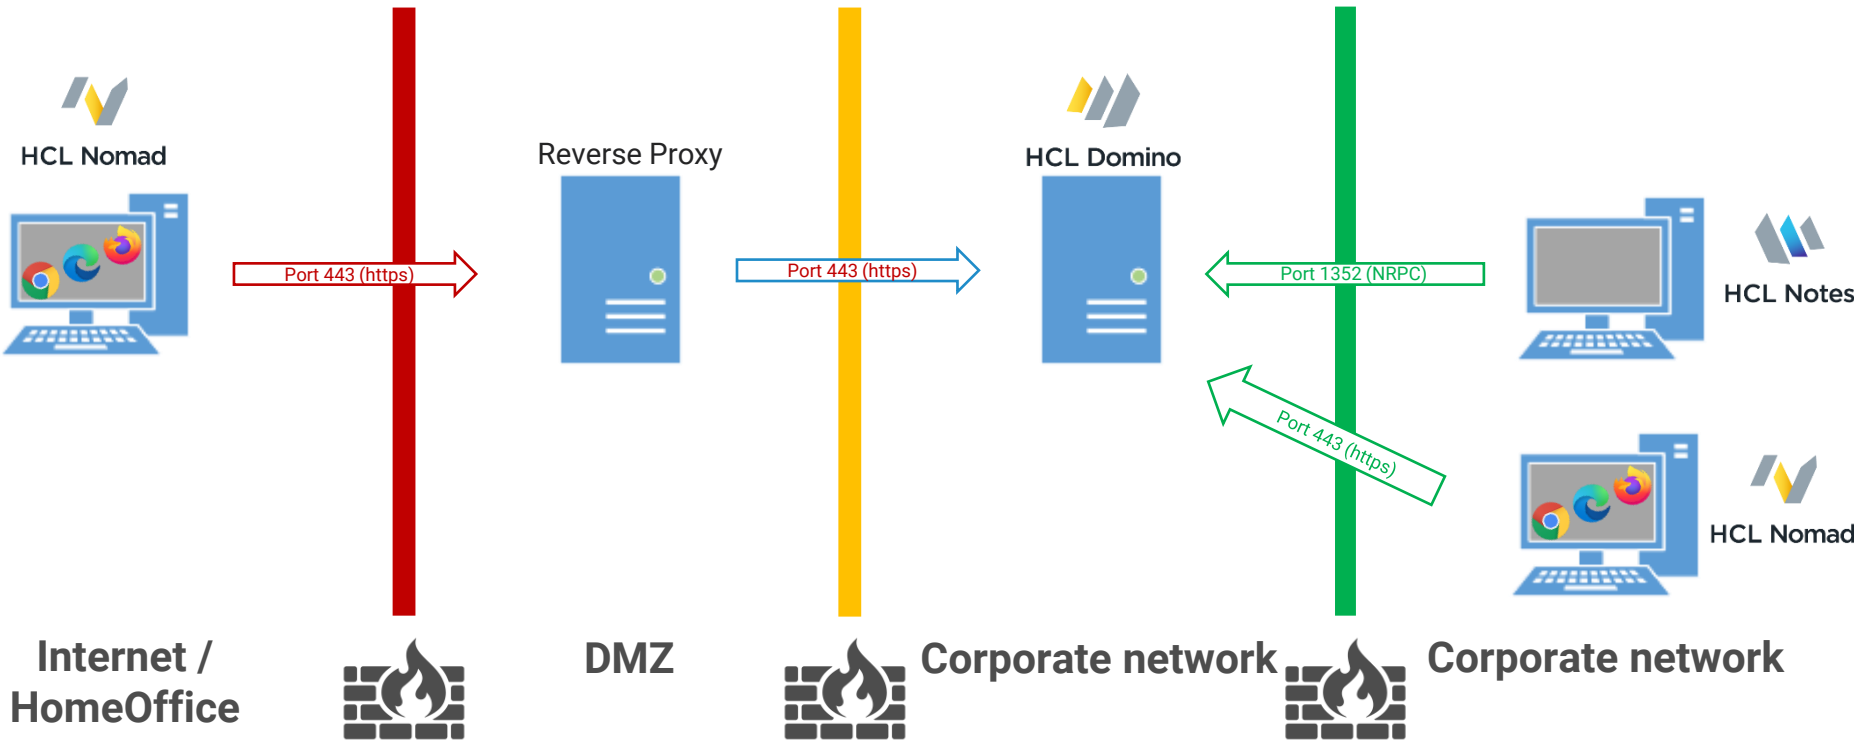 HCL Nomad
Port 443 (https)
Reverse Proxy
Port 443 (https)
HCL Domino
Port 1352 (NRPC)
HCL Notes
Port 443 (https)
HCL Nomad
Internet /
HomeOffice
DMZ
Corporate network
Corporate network